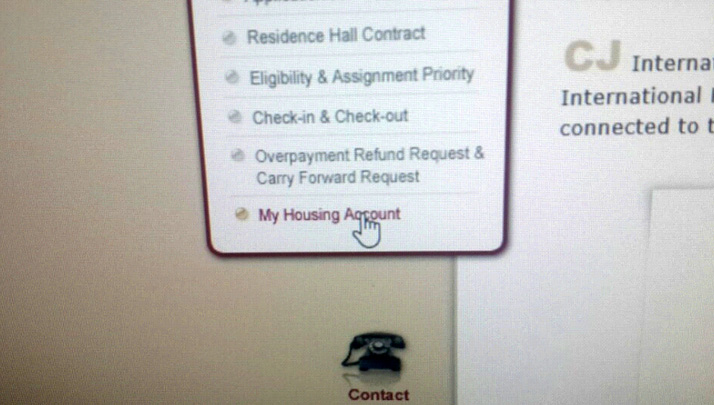 Residence Hall Contract
Eligibility & Assignment Priority
Check-in & Check-out
Overpayment Refund Request &
Carry Forward Request
My Housing Account
Contact
CJ
International
connected to